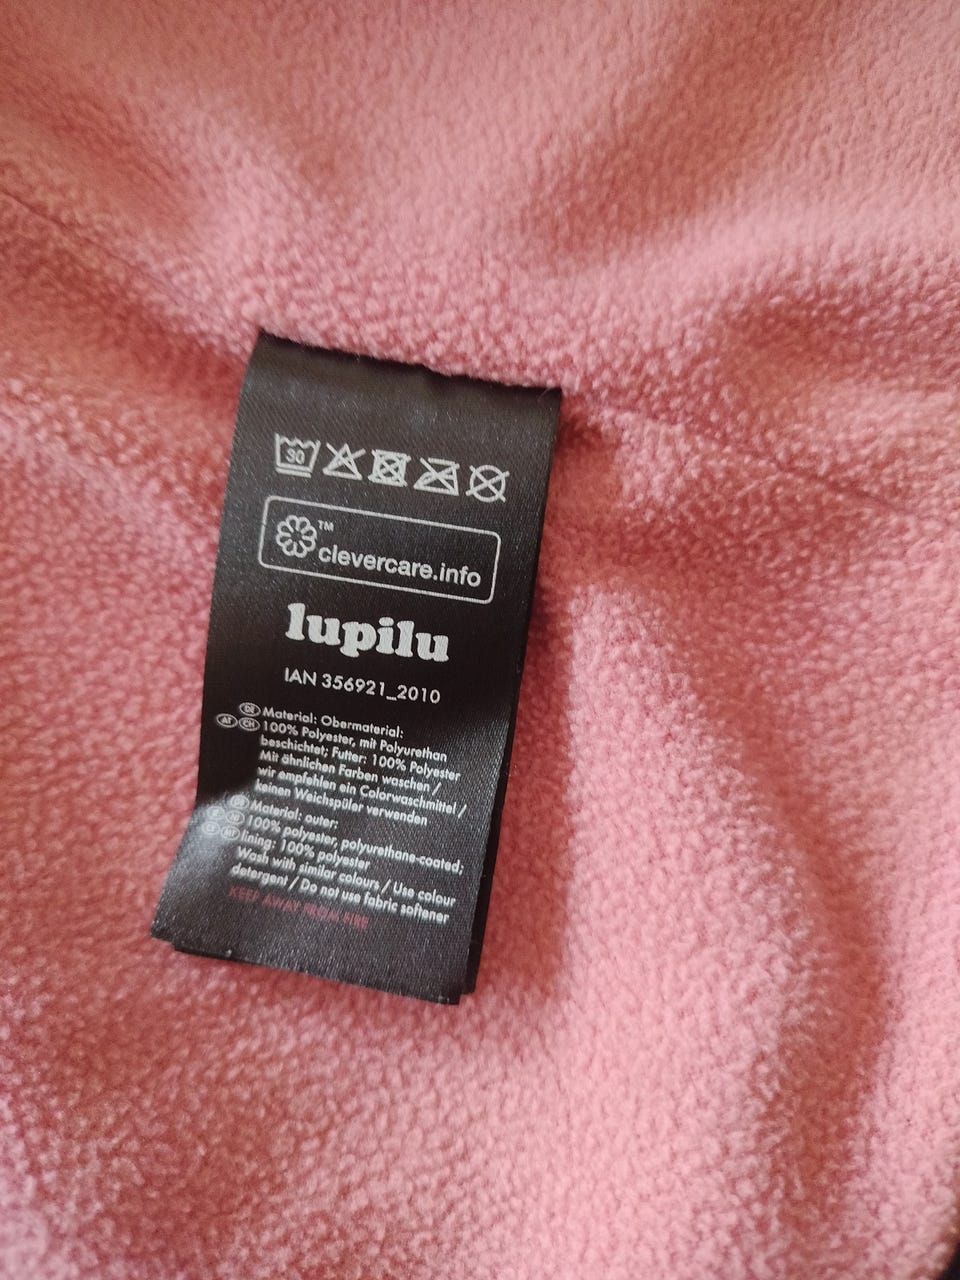 30
™
clevercare.info
lupilu
IAN 356921_2010
DE Material: Obermaterial:
AT CH 100% Polyester, mit Polyurethan
beschichtet; Futter: 100% Polyester
Mit ähnlichen Farben waschen /
wir empfehlen ein Colorwaschmittel /
keinen Weichspüler verwenden
Material: outer:
100% polyester, polyurethane-coated;
lining: 100% polyester
Wash with similar colours / Use colour
detergent / Do not use fabric softener
KEEP AWAY FROM FIRE